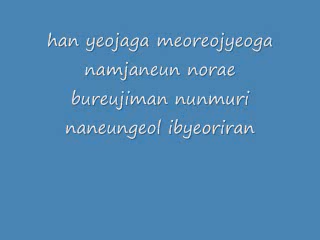 han yeojaga meoreojyeoga
namjaneun norae
bureujiman nunmuri
naneungeol ibyeoriran